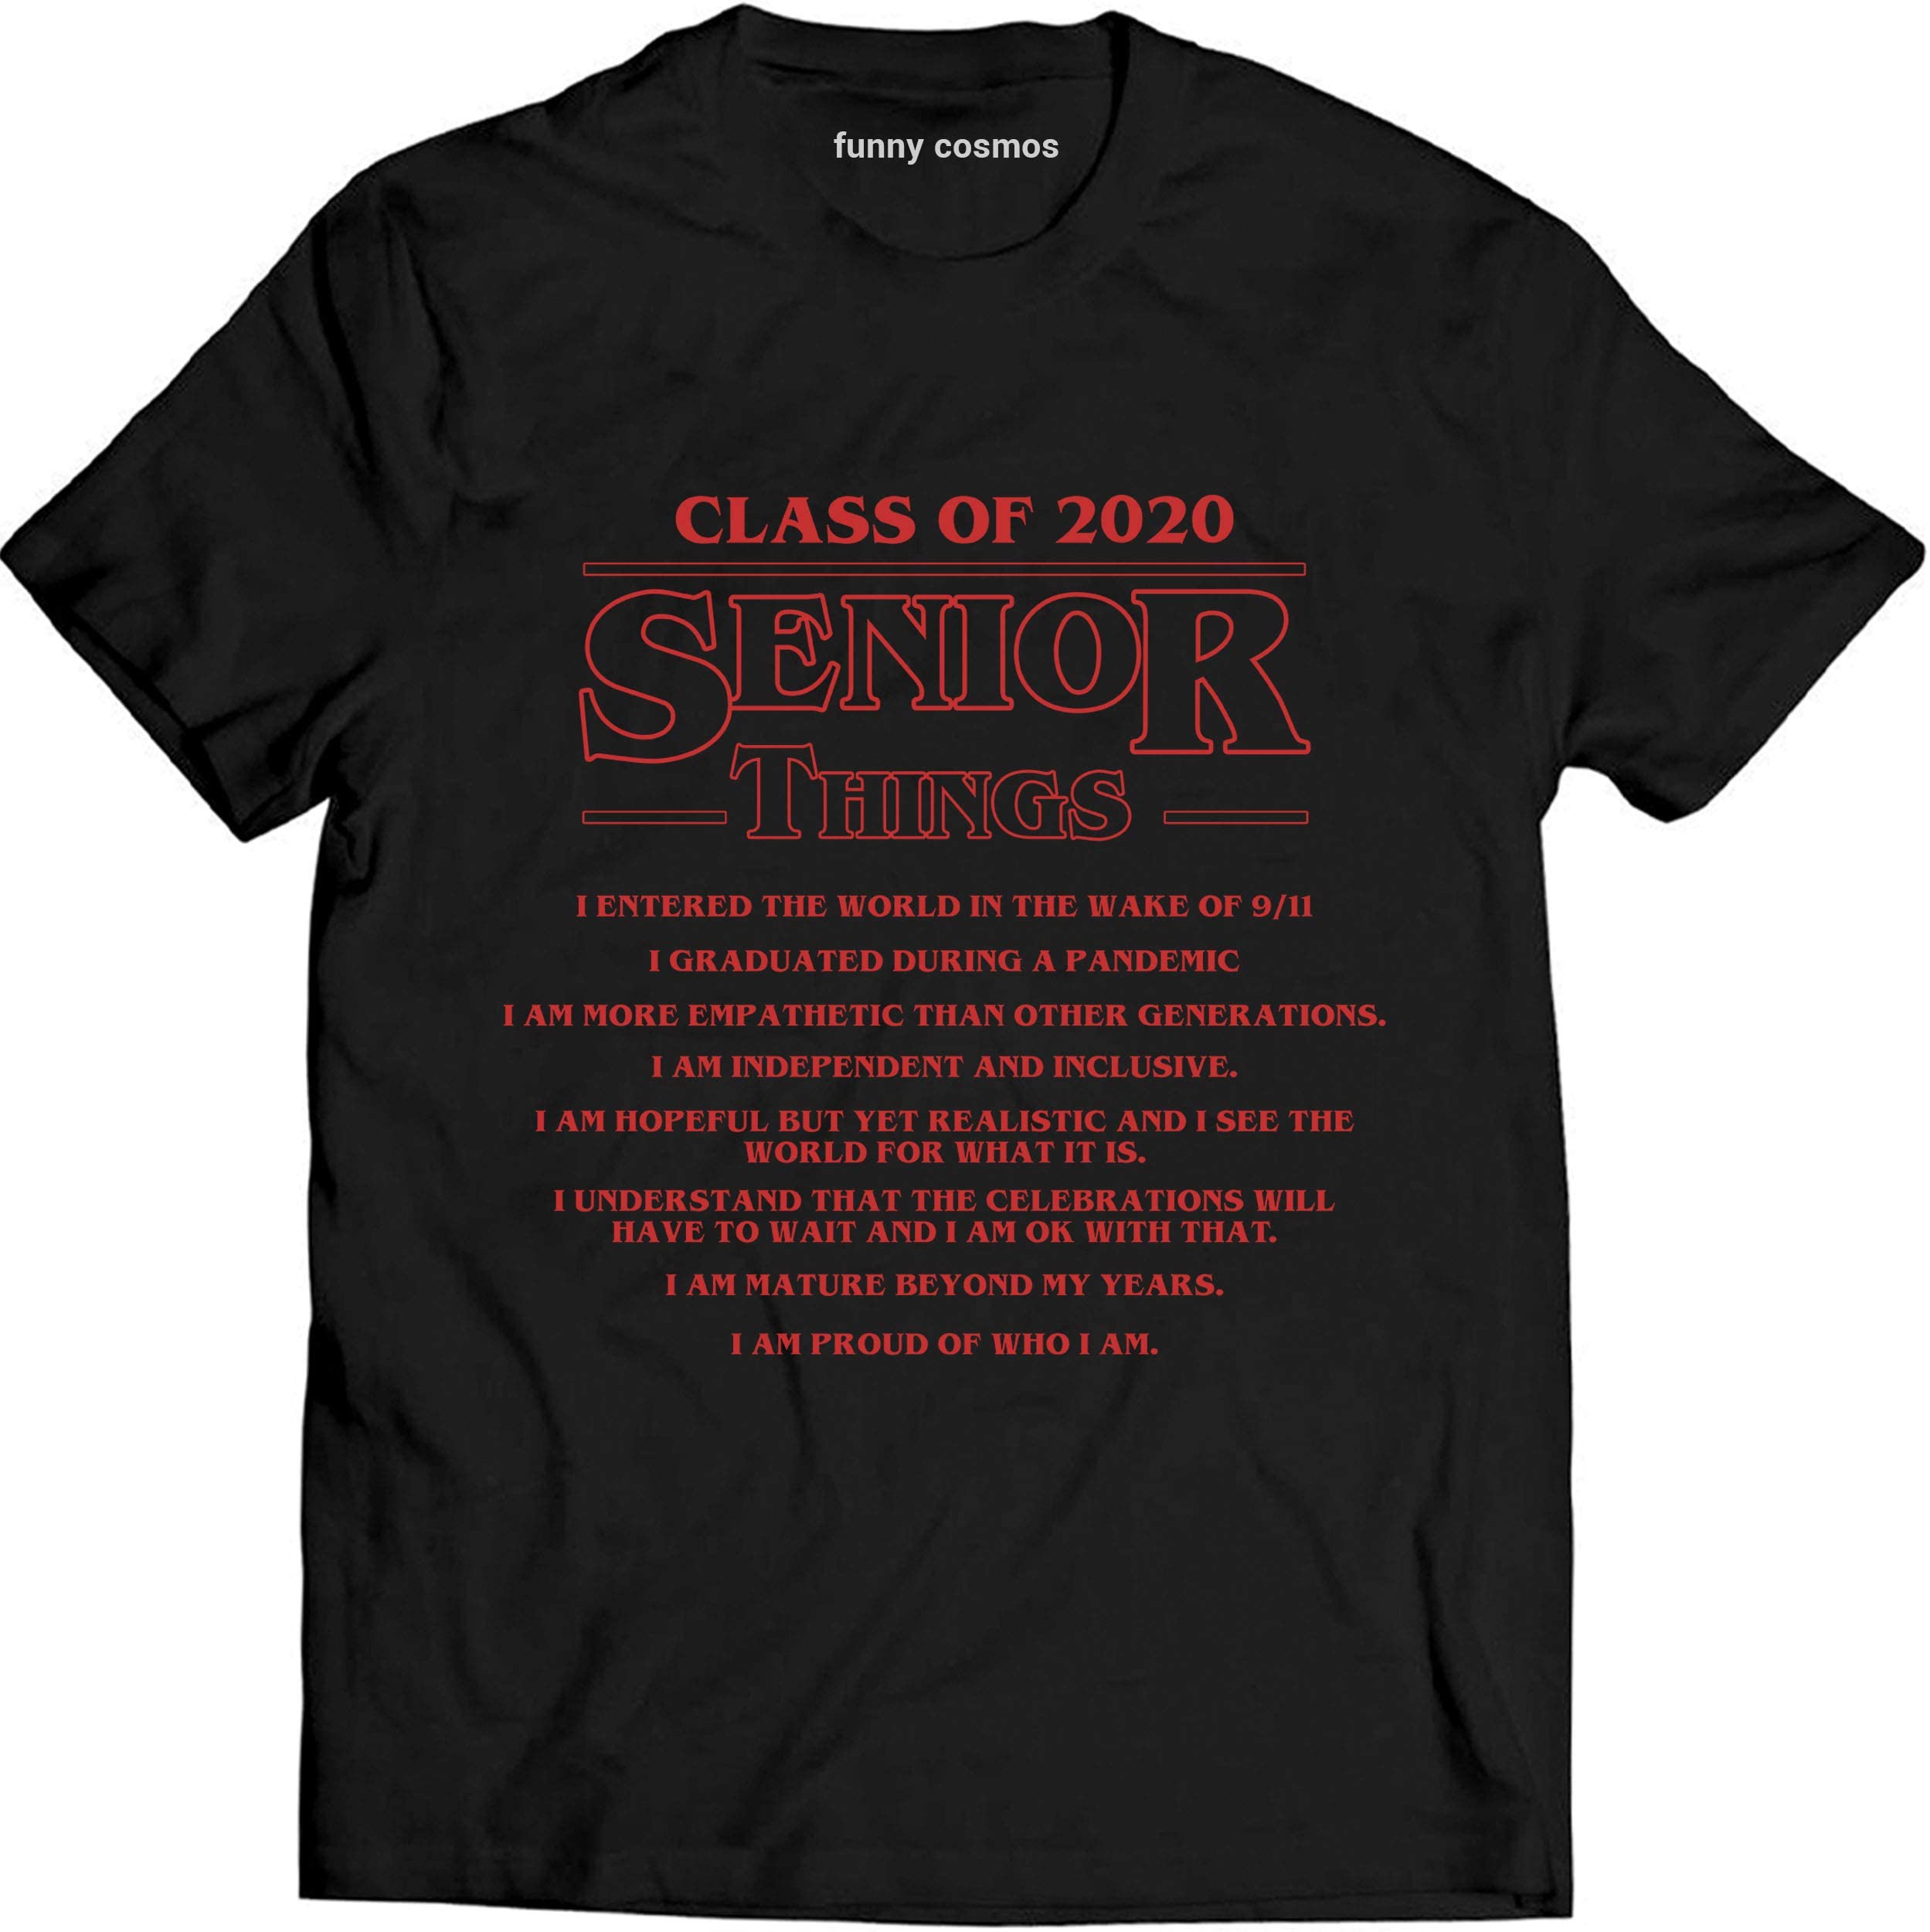 funny cosmos
CLASS OF 2020
SENIOR
THINGS
I ENTERED THE WORLD IN THE WAKE OF 9/11
I GRADUATED DURING A PANDEMIC
I AM MORE EMPATHETIC THAN OTHER GENERATIONS.
I AM INDEPENDENT AND INCLUSIVE.
I AM HOPEFUL BUT YET REALISTIC AND I SEE THE
WORLD FOR WHAT IT IS.
I UNDERSTAND THAT THE CELEBRATIONS WILL
HAVE TO WAIT AND I AM OK WITH THAT.
I AM MATURE BEYOND MY YEARS.
I AM PROUD OF WHO I AM.